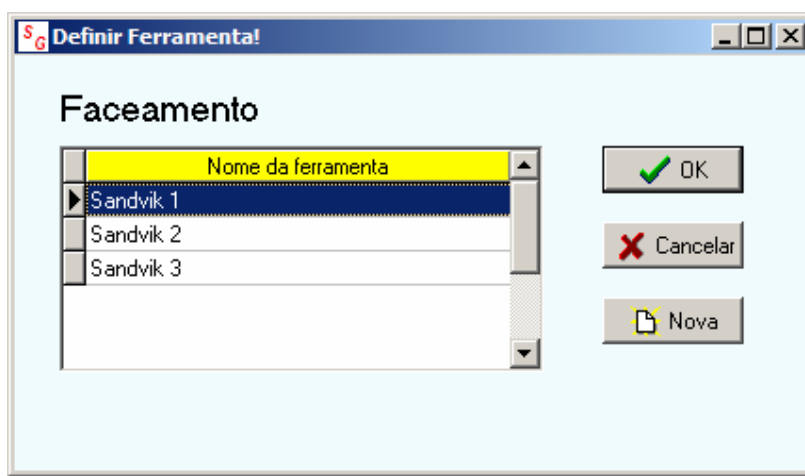 SG Definir Ferramenta!
Faceamento
Nome da ferramenta
Sandvik 1
Sandvik 2
Sandvik 3
OK
Cancelar
Nova